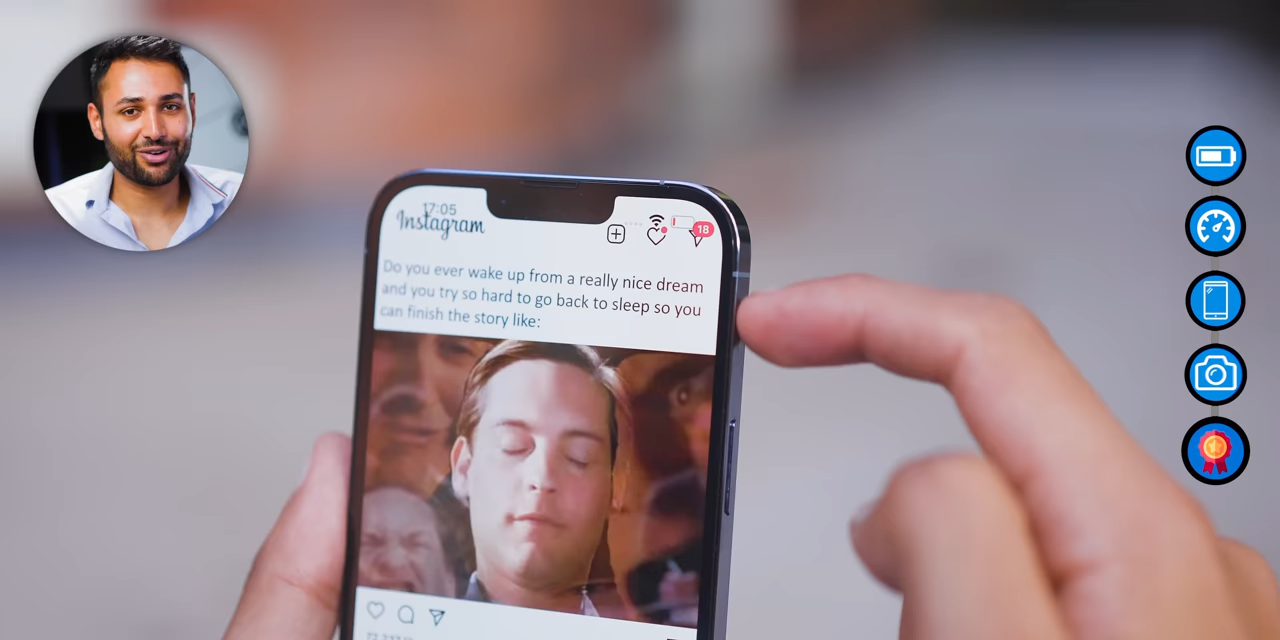 17:05
Instagram
18
Do you ever wake up from a really nice dream
and you try so hard to go back to sleep so you
can finish the story like: